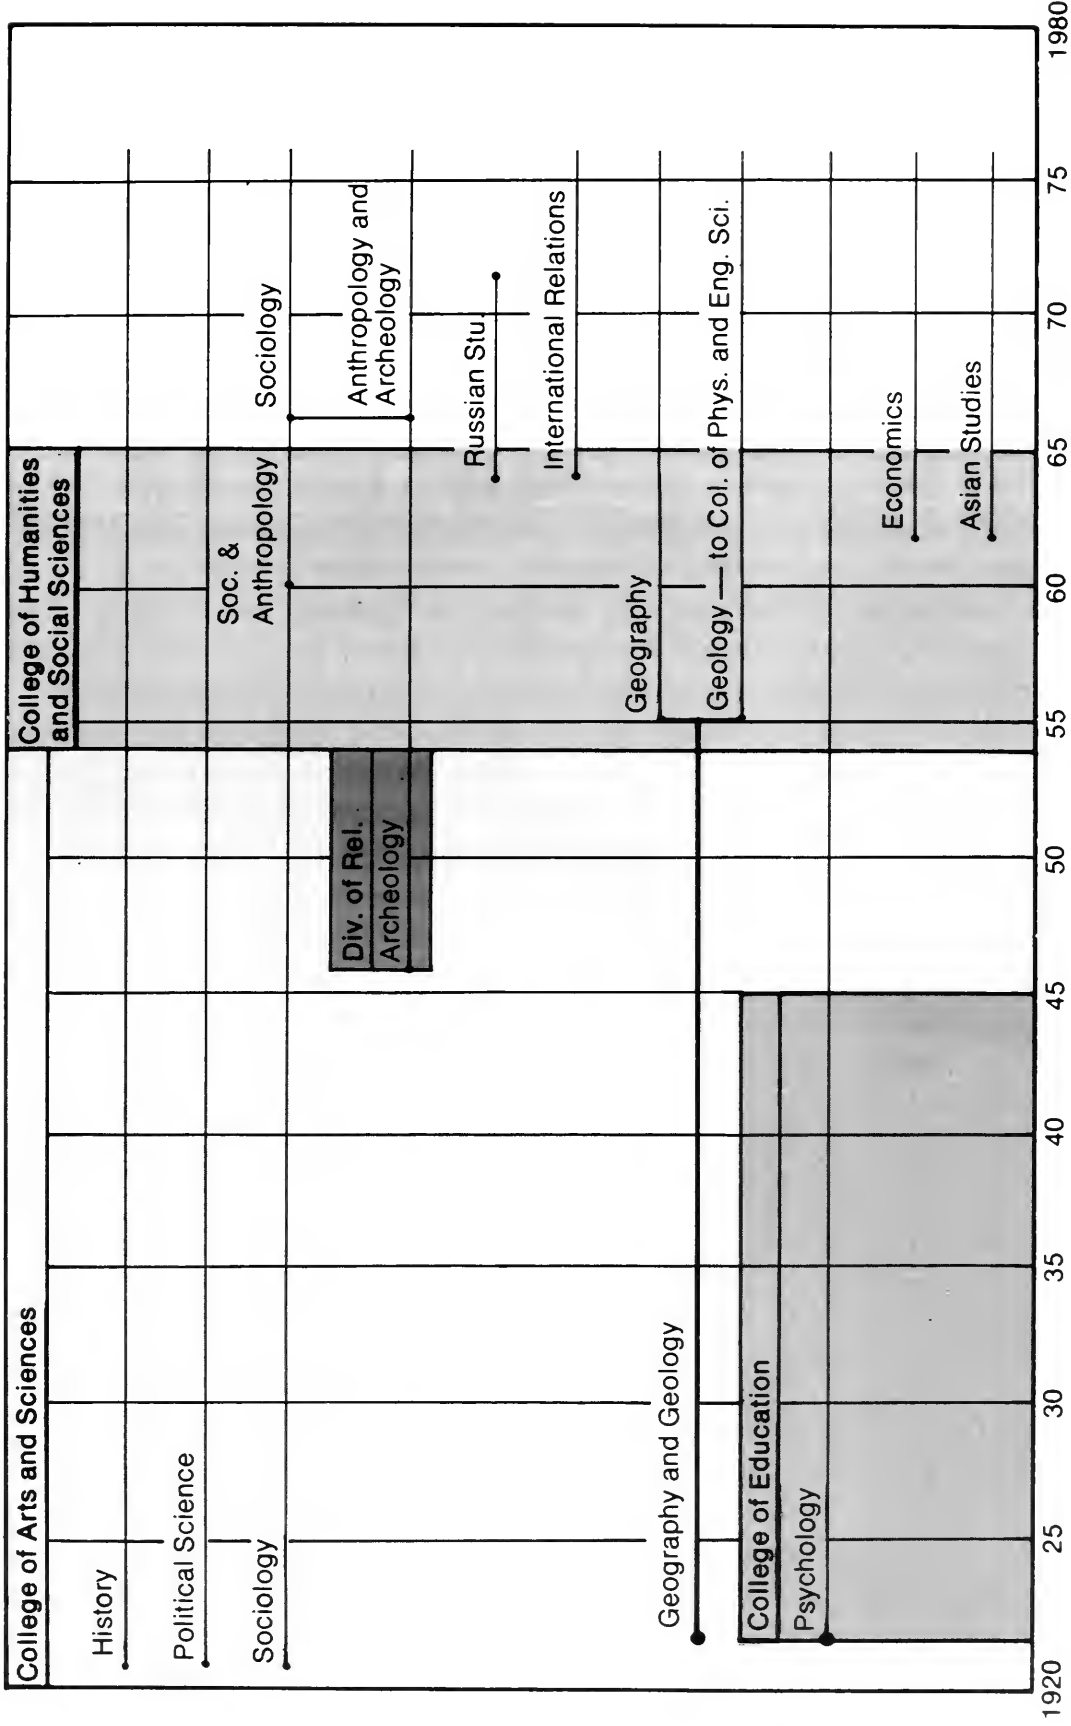 College of Arts and Sciences
College of Humanities
and Social Sciences
History
Political Science
Sociology
Soc. &
Anthropology
Sociology
Div. of Rel.
Archeology
Anthropology and
Archeology
Russian Stu.
International Relations
Geography and Geology
Geography
Geology — to Col. of Phys. and Eng. Sci.
College of Education
Psychology
Economics
Asian Studies
1920 25 30 35 40 45 50 55 60 65 70 75 1980